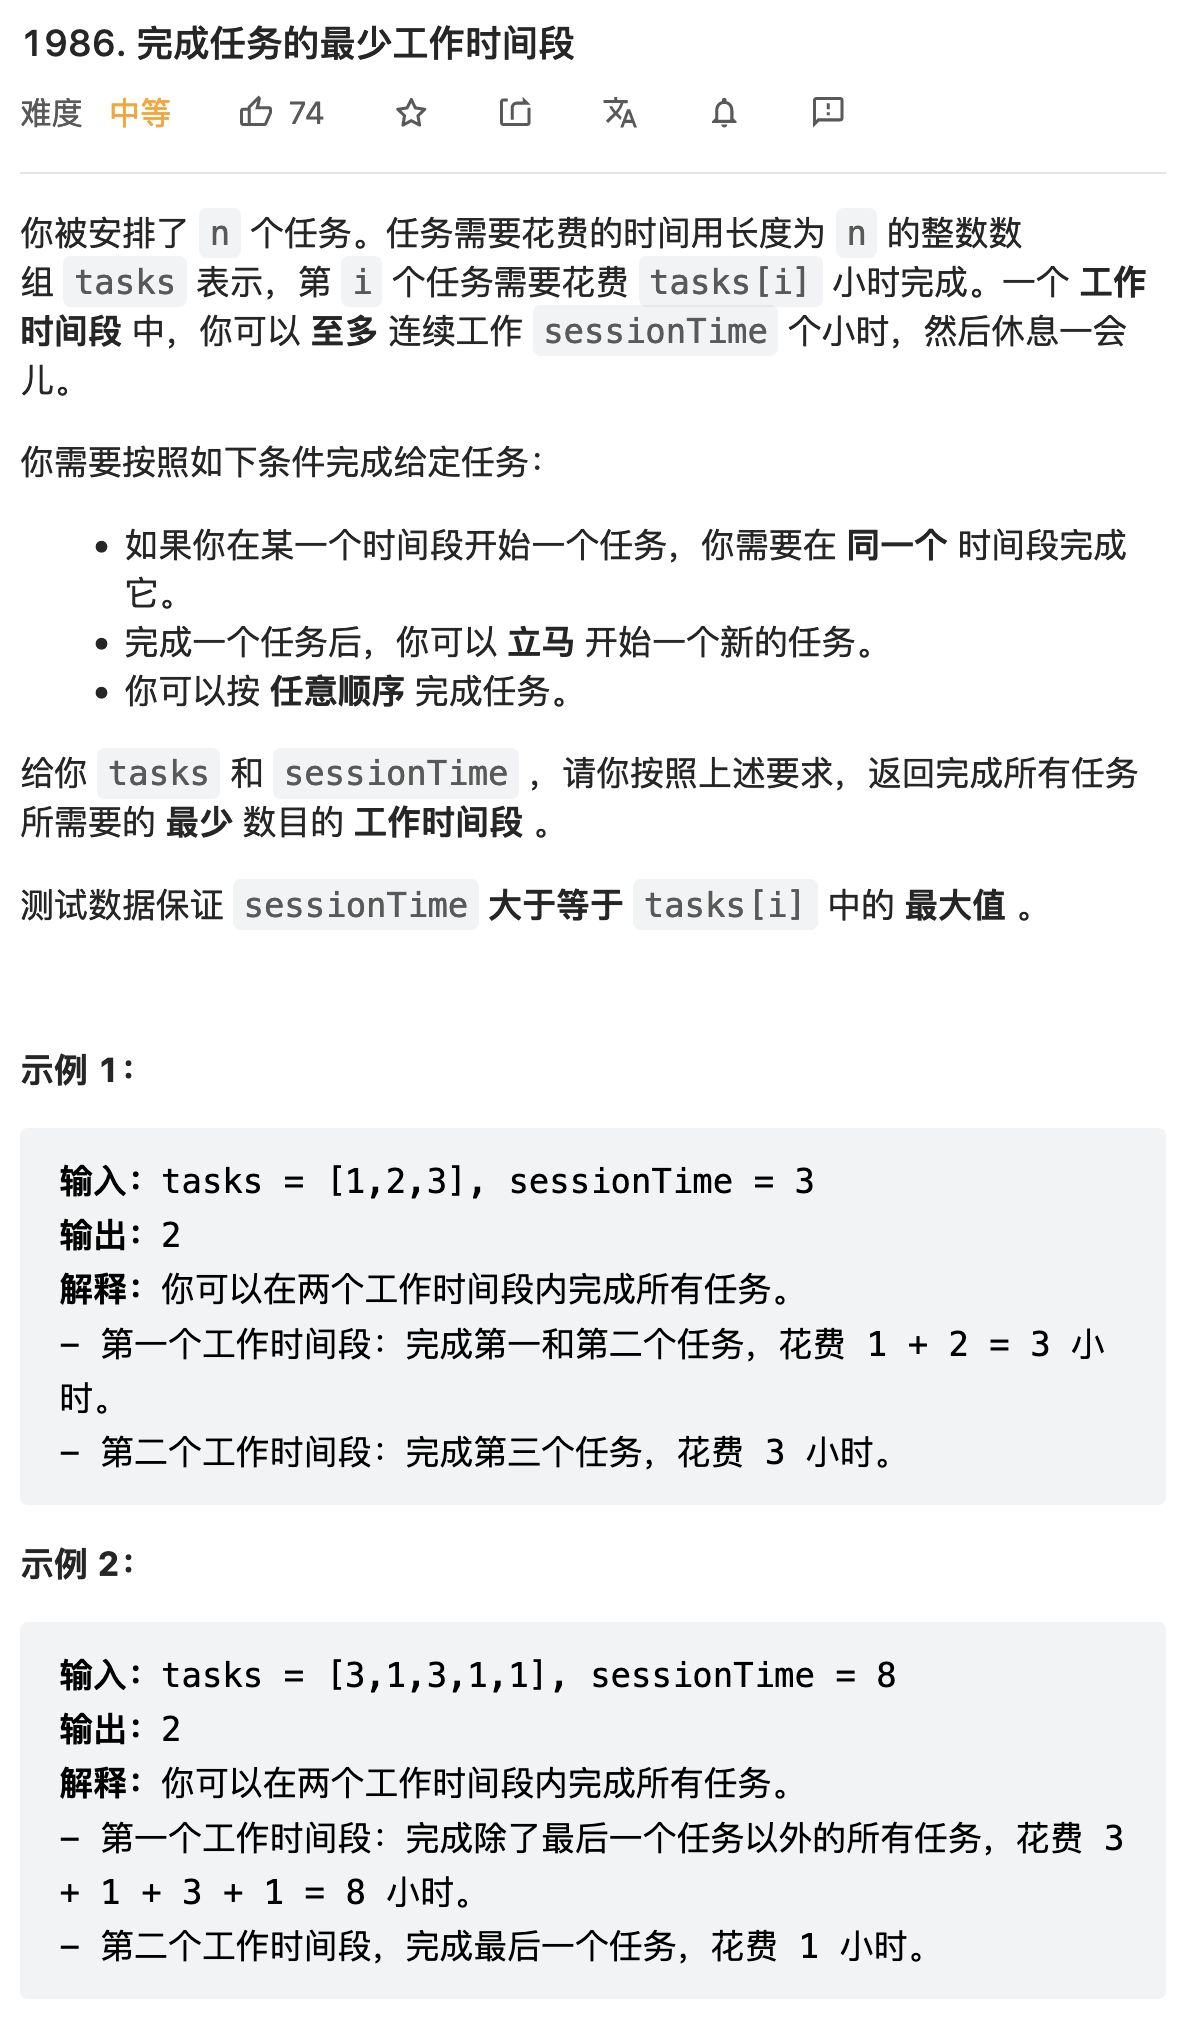 1986. 完成任务的最少工作时间段
难度 中等 74
你被安排了 n 个任务。任务需要花费的时间用长度为 n 的整数数
组 tasks 表示，第 i 个任务需要花费 tasks[i] 小时完成。一个 工作
时间段 中，你可以 至多 连续工作 sessionTime 个小时，然后休息一会
儿。
你需要按照如下条件完成给定任务：
• 如果你在某一个时间段开始一个任务，你需要在 同一个 时间段完成
它。
• 完成一个任务后，你可以 立马 开始一个新的任务。
• 你可以按 任意顺序 完成任务。
给你 tasks 和 sessionTime ，请你按照上述要求，返回完成所有任务
所需要的 最少 数目的 工作时间段 。
测试数据保证 sessionTime 大于等于 tasks[i] 中的 最大值 。
示例 1：
输入：tasks = [1,2,3], sessionTime = 3
输出：2
解释：你可以在两个工作时间段内完成所有任务。
- 第一个工作时间段：完成第一和第二个任务，花费 1 + 2 = 3 小
时。
- 第二个工作时间段：完成第三个任务，花费 3 小时。
示例 2：
输入：tasks = [3,1,3,1,1], sessionTime = 8
输出：2
解释：你可以在两个工作时间段内完成所有任务。
- 第一个工作时间段：完成除了最后一个任务以外的所有任务，花费 3
+ 1 + 3 + 1 = 8 小时。
- 第二个工作时间段，完成最后一个任务，花费 1 小时。